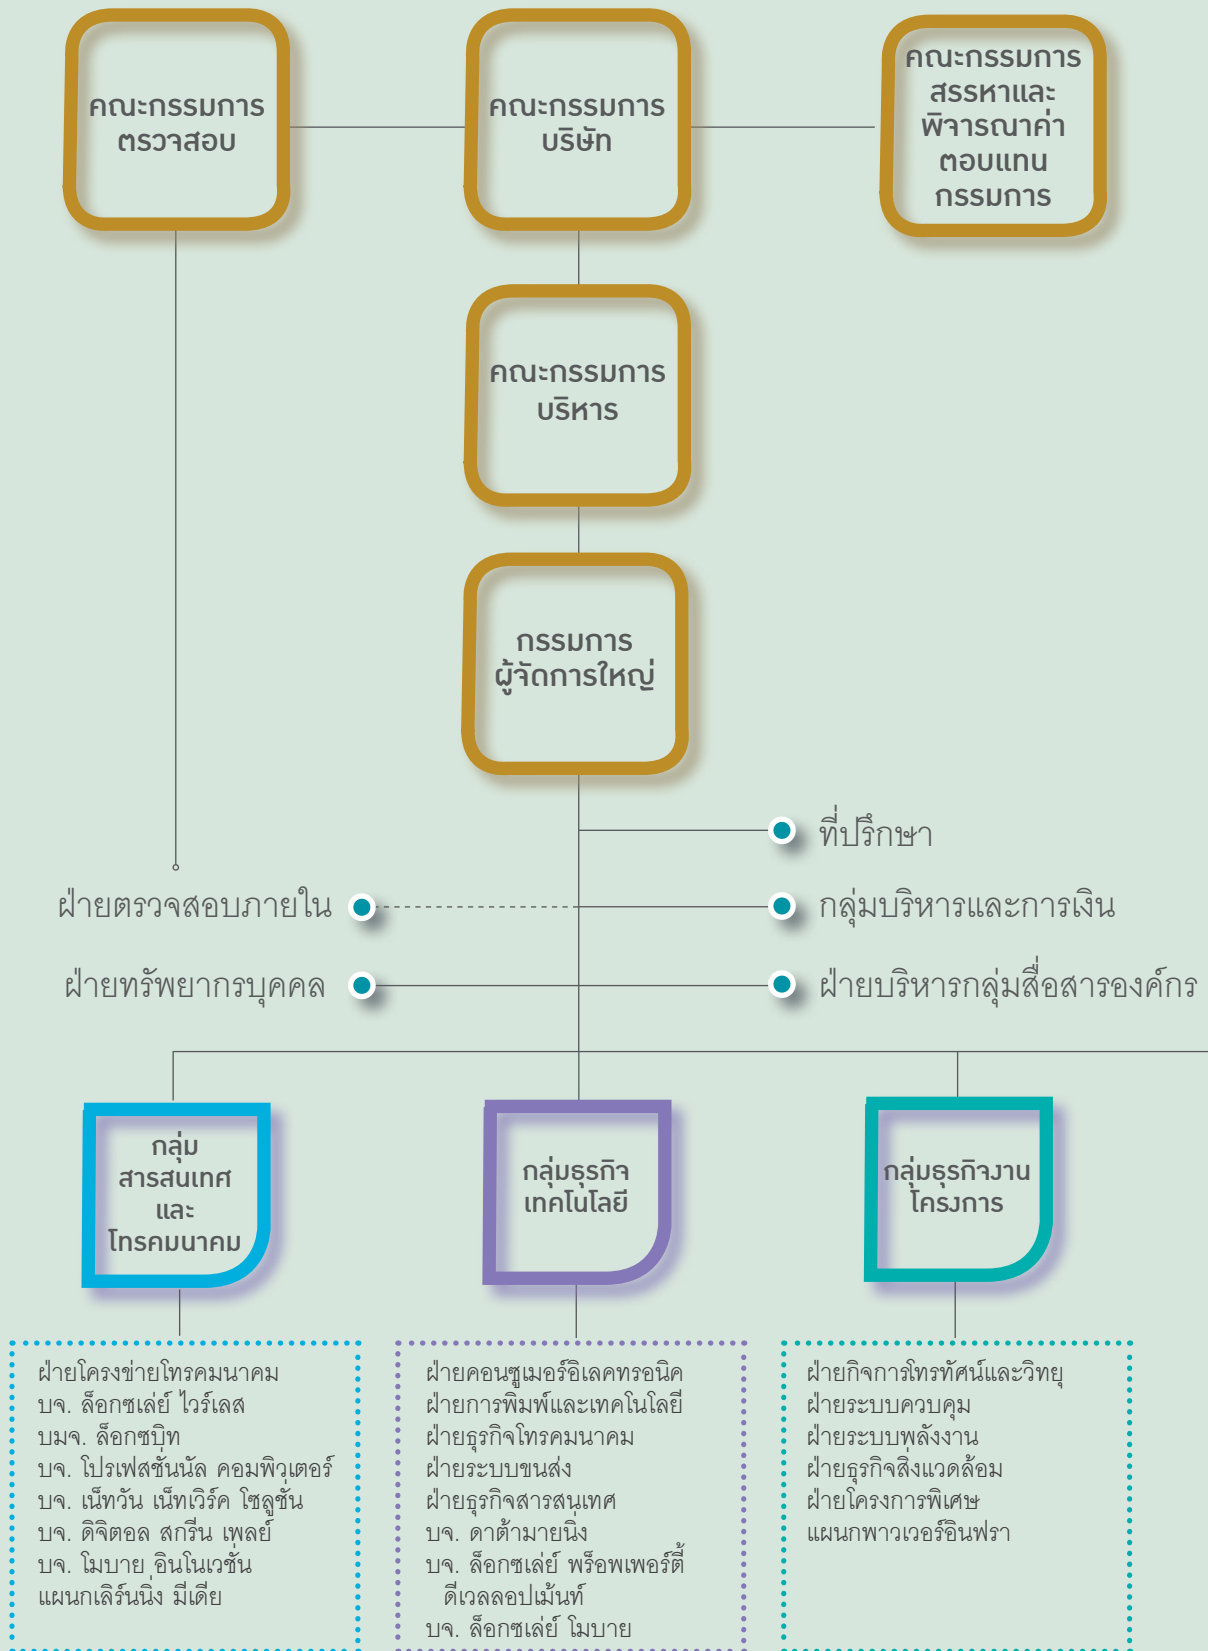 คณะกรรมการ
ตรวจสอบ
คณะกรรมการ
บริษัท
คณะกรรมการ
สรรหาและ
พิจารณาค่า
ตอบแทน
กรรมการ
คณะกรรมการ
บริหาร
กรรมการ
ผู้จัดการใหญ่
ที่ปรึกษา
ฝ่ายตรวจสอบภายใน
กลุ่มบริหารและการเงิน
ฝ่ายทรัพยากรบุคคล
ฝ่ายบริหารกลุ่มสื่อสารองค์กร
กลุ่ม
สารสนเทศ
และ
โทรคมนาคม
กลุ่มธุรกิจ
เทคโนโลยี
กลุ่มธุรกิจงาน
โครงการ
ฝ่ายโครงข่ายโทรคมนาคม
บจ. ล็อกซเล่ย์ ไวร์เลส
บมจ. ล็อกซบิท
บจ. โปรเฟสชั่นนัล คอมพิวเตอร์
บจ. เน็ทวัน เน็ทเวิร์ค โซลูชั่น
บจ. ดิจิตอล สกรีน เพลย์
บจ. โมบาย อินโนเวชั่น
แผนกเลิร์นนิ่ง มีเดีย
ฝ่ายคอนซูเมอร์อิเลคทรอนิค
ฝ่ายการพิมพ์และเทคโนโลยี
ฝ่ายธุรกิจโทรคมนาคม
ฝ่ายระบบขนส่ง
ฝ่ายธุรกิจสารสนเทศ
บจ. ดาต้ามายนิ่ง
บจ. ล็อกซเล่ย์ พร็อพเพอร์ตี้
ดีเวลลอปเม้นท์
บจ. ล็อกซเล่ย์ โมบาย
ฝ่ายกิจการโทรทัศน์และวิทยุ
ฝ่ายระบบควบคุม
ฝ่ายระบบพลังงาน
ฝ่ายธุรกิจสิ่งแวดล้อม
ฝ่ายโครงการพิเศษ
แผนกพาวเวอร์อินฟรา